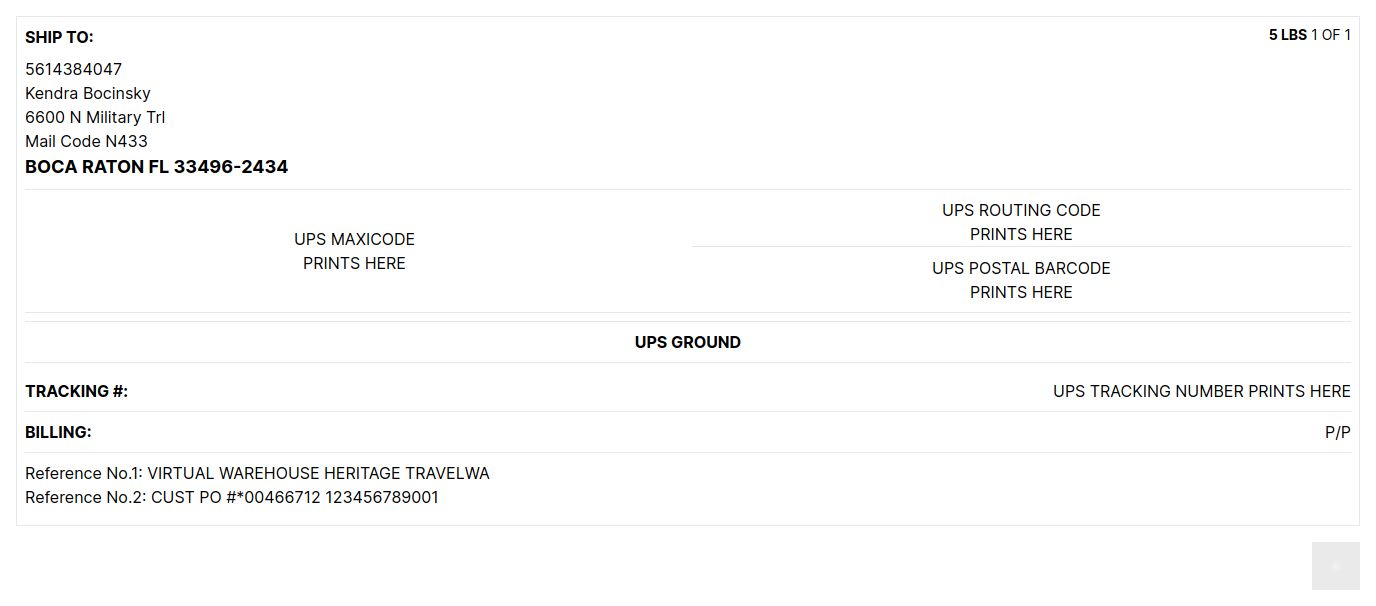 SHIP TO:
5 LBS 1 OF 1
5614384047
Kendra Bocinsky
6600 N Military Trl
Mail Code N433
BOCA RATON FL 33496-2434
UPS MAXICODE
PRINTS HERE
UPS ROUTING CODE
PRINTS HERE
UPS POSTAL BARCODE
PRINTS HERE
UPS GROUND
TRACKING #:
UPS TRACKING NUMBER PRINTS HERE
BILLING:
P/P
Reference No.1: VIRTUAL WAREHOUSE HERITAGE TRAVELWA
Reference No.2: CUST PO #*00466712 123456789001